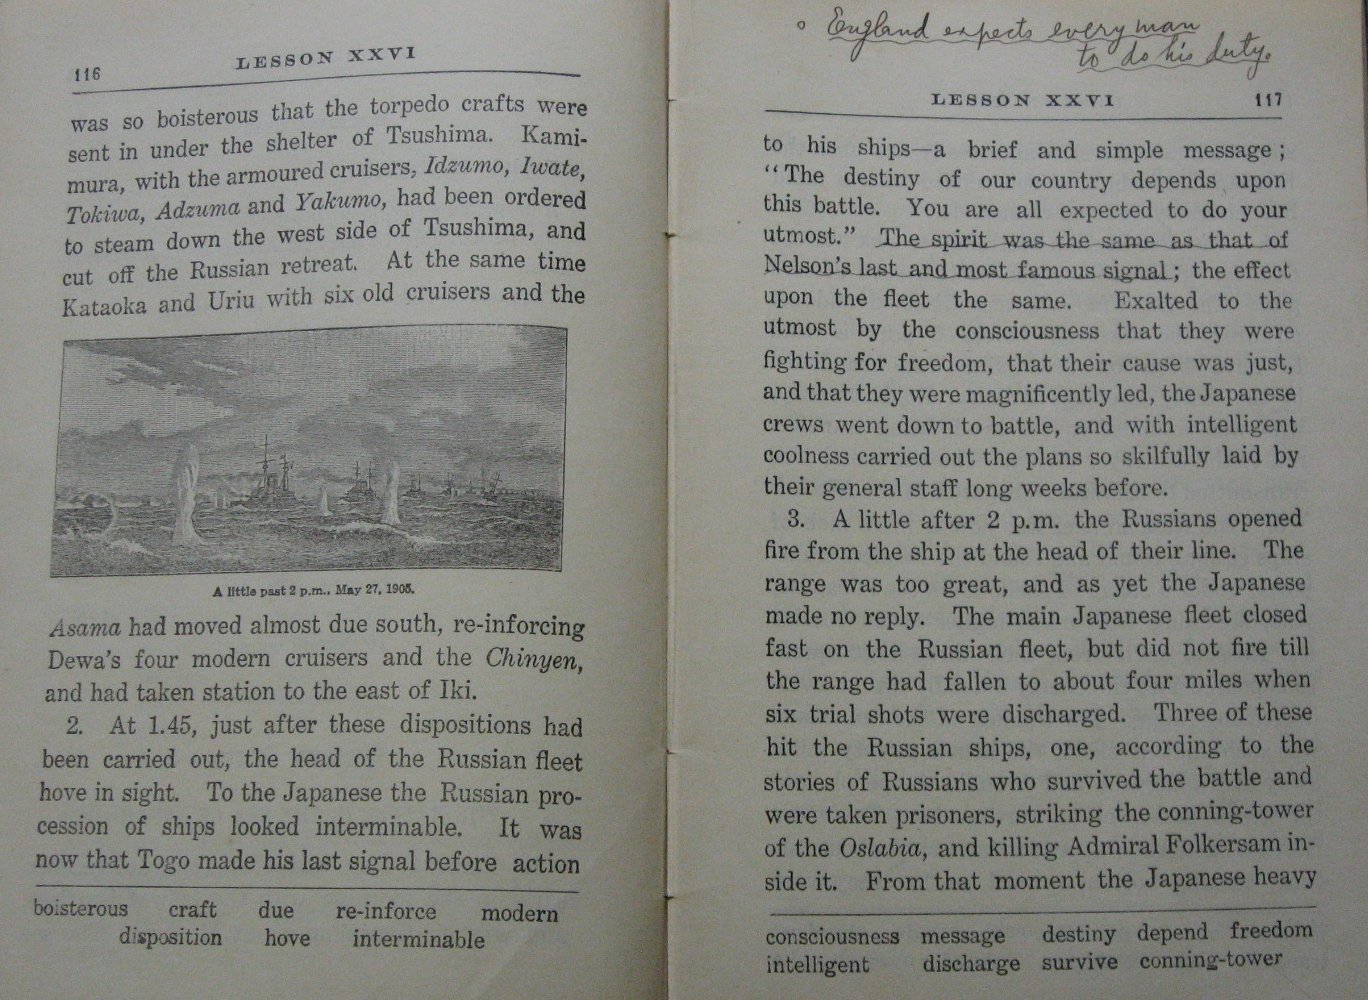 116
LESSON XXVI
was so boisterous that the torpedo crafts were
sent in under the shelter of Tsushima. Kami-
mura, with the armoured cruisers, Idzumo, Iwate,
Tokiwa, Adzuma and Yakumo, had been ordered
to steam down the west side of Tsushima, and
cut off the Russian retreat. At the same time
Kataoka and Uriu with six old cruisers and the
A little past 2 p.m., May 27, 1905.
Asama had moved almost due south, re-inforcing
Dewa's four modern cruisers and the Chinyen,
and had taken station to the east of Iki.
2. At 1.45, just after these dispositions had
been carried out, the head of the Russian fleet
hove in sight. To the Japanese the Russian pro-
cession of ships looked interminable. It was
now that Togo made his last signal before action
boisterous craft due re-inforce modern
disposition hove interminable
England expects every man
to do his duty.
LESSON XXVI
117
to his ships—a brief and simple message;
"The destiny of our country depends upon
this battle. You are all expected to do your
utmost." The spirit was the same as that of
Nelson's last and most famous signal; the effect
upon the fleet the same. Exalted to the
utmost by the consciousness that they were
fighting for freedom, that their cause was just,
and that they were magnificently led, the Japanese
crews went down to battle, and with intelligent
coolness carried out the plans so skilfully laid by
their general staff long weeks before.
3. A little after 2 p.m. the Russians opened
fire from the ship at the head of their line. The
range was too great, and as yet the Japanese
made no reply. The main Japanese fleet closed
fast on the Russian fleet, but did not fire till
the range had fallen to about four miles when
six trial shots were discharged. Three of these
hit the Russian ships, one, according to the
stories of Russians who survived the battle and
were taken prisoners, striking the conning-tower
of the Oslabia, and killing Admiral Folkersam in-
side it. From that moment the Japanese heavy
consciousness message destiny depend freedom
intelligent discharge survive conning-tower